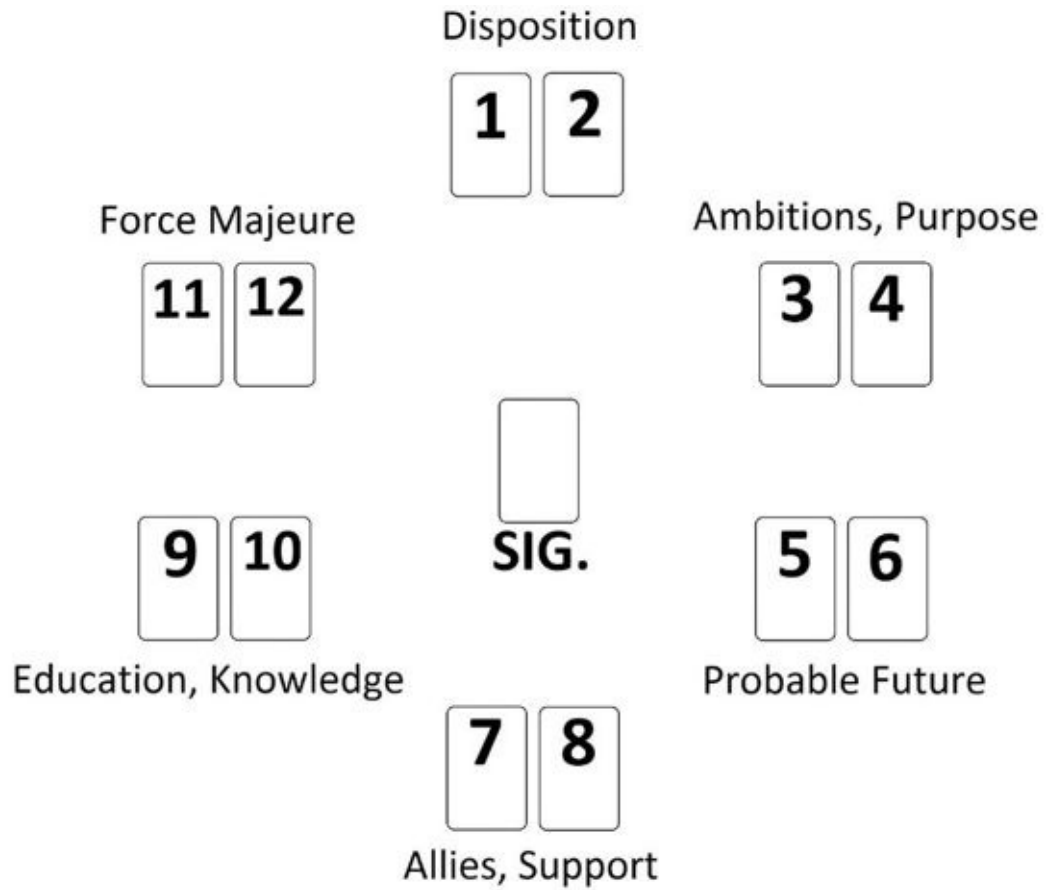 Disposition
1 2
Force Majeure
Ambitions, Purpose
11 12
3 4
SIG.
9 10
5 6
Education, Knowledge
Probable Future
7 8
Allies, Support